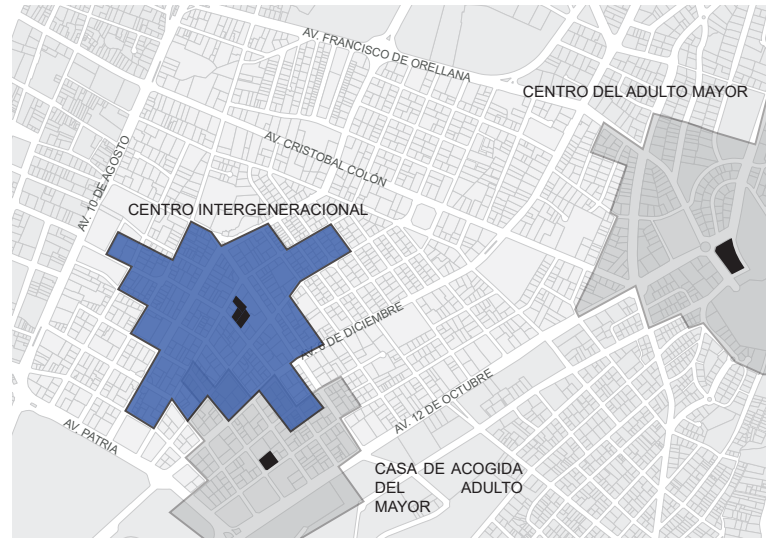 AV. FRANCISCO DE ORELLANA
CENTRO DEL ADULTO MAYOR
AV. CRISTOBAL COLÓN
AV. 10 DE AGOSTO
CENTRO INTERGENERACIONAL
AV. 6 DE DICIEMBRE
AV. 12 DE OCTUBRE
AV. PATRIA
CASA DE ACOGIDA
DEL ADULTO
MAYOR